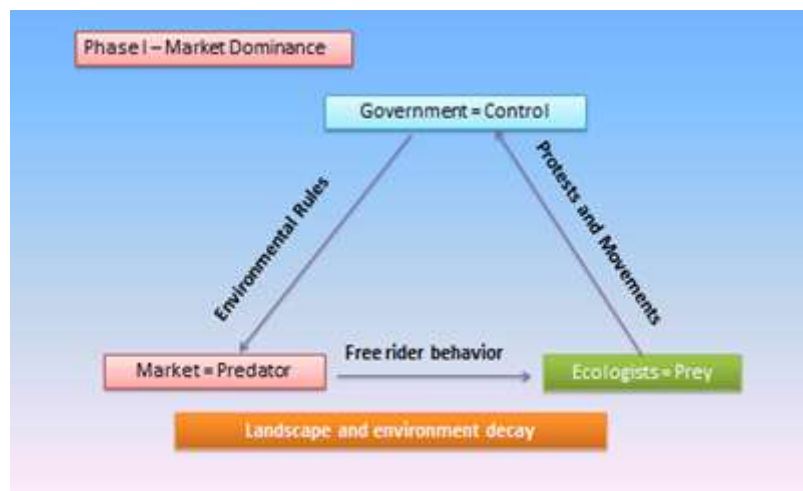 Phase I – Market Dominance
Government = Control
Environmental Rules
Protests and Movements
Free rider behavior
Market = Predator
Ecologists = Prey
Landscape and environment decay